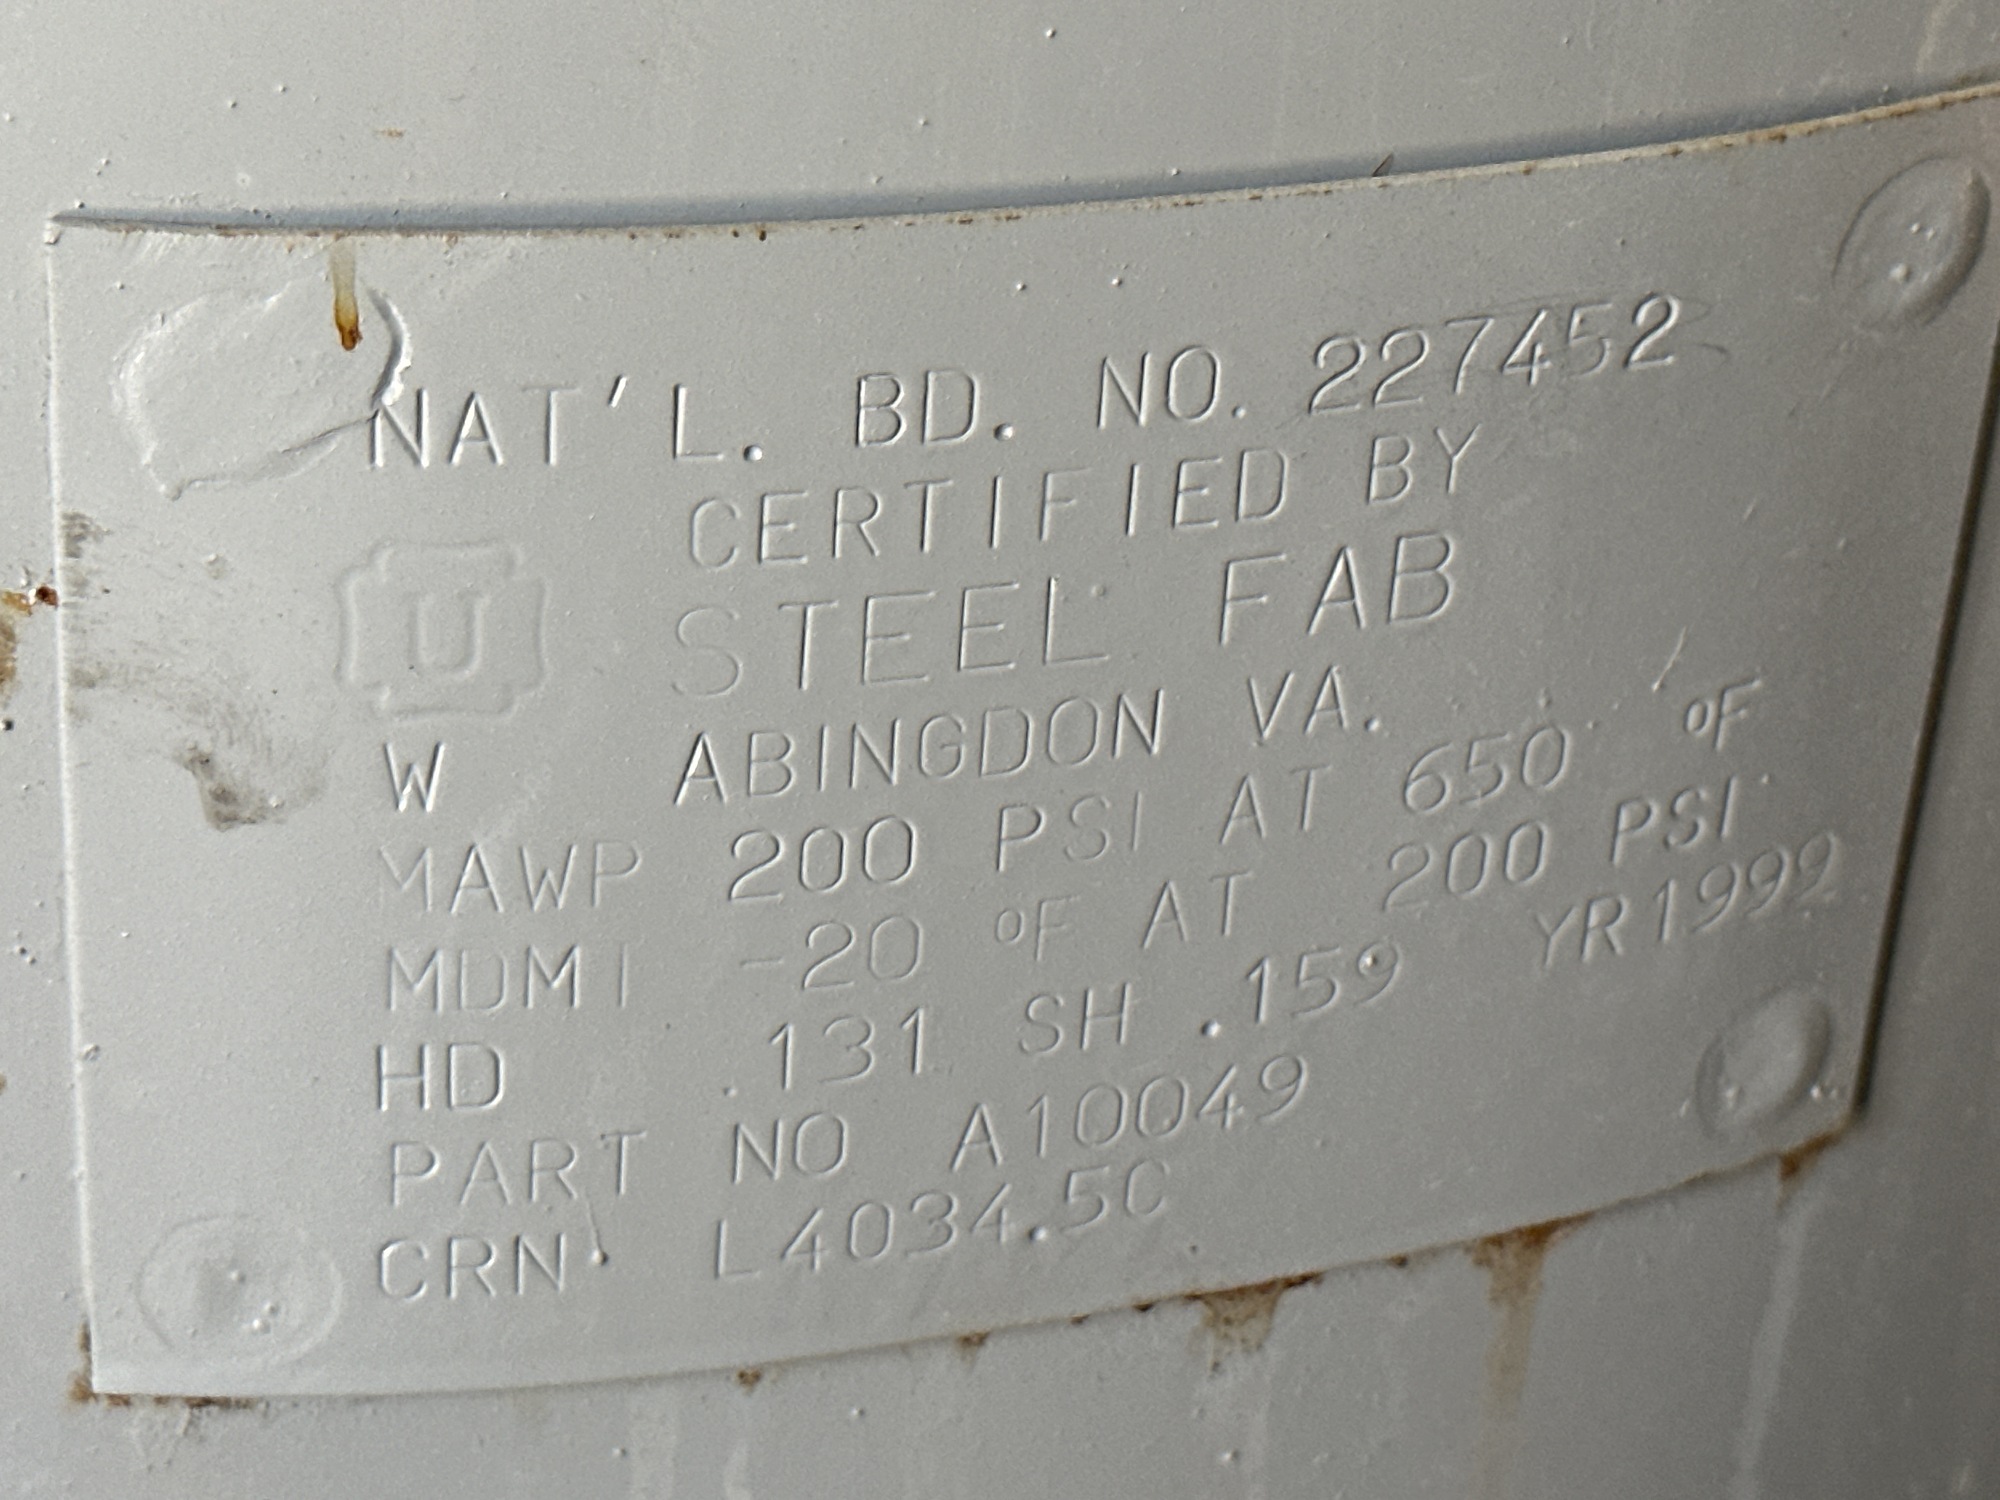 NAT'L. BD. NO. 227452
CERTIFIED BY
U
STEEL FAB
W ABINGDON VA.
MAWP 200 PSI AT 650 °F
MDMT -20 °F AT 200 PSI
HD .131 SH .159 YR1999
PART NO A10049
CRN L4034.5C